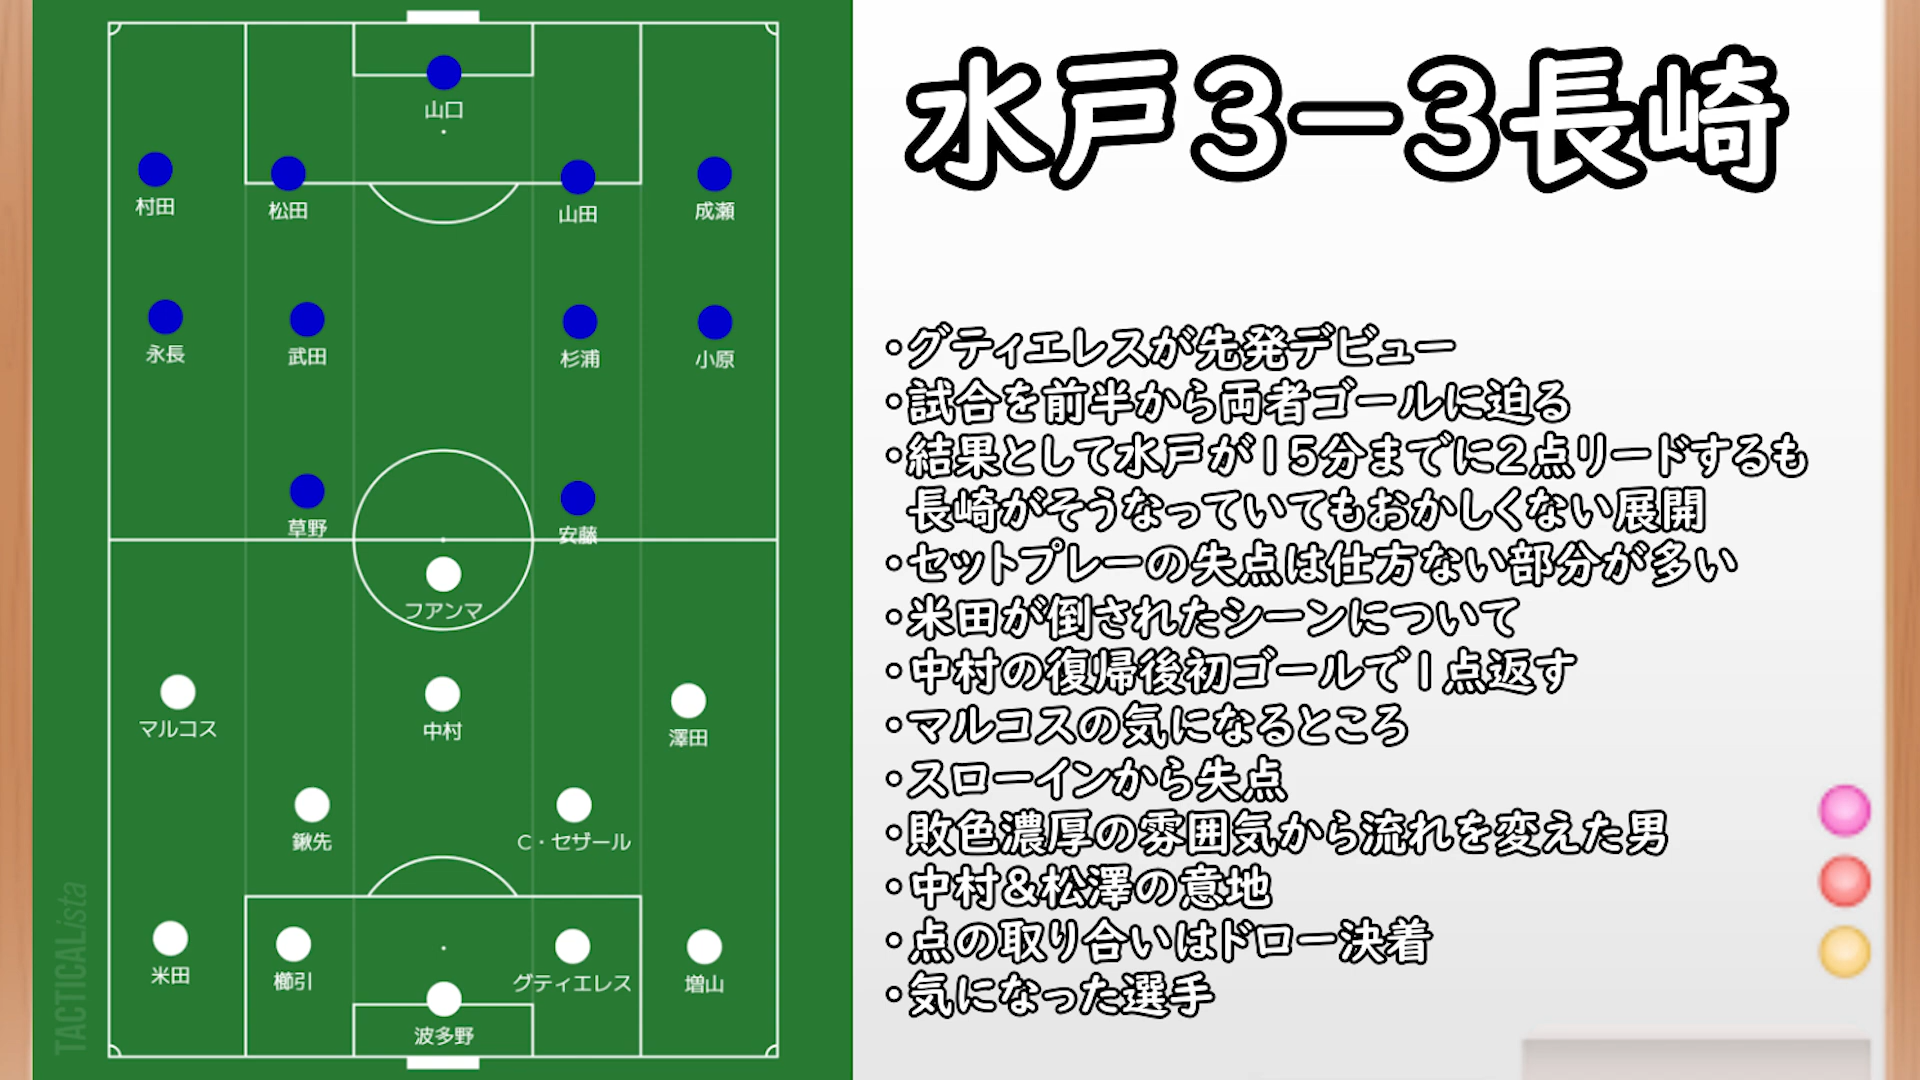 水戸3ー3長崎
山口
村田
松田
山田
成瀬
永長
武田
杉浦
小原
草野
安藤
フアンマ
マルコス
中村
澤田
鍬先
C・セザール
米田
櫛引
グティエレス
増山
波多野
TACTICALista
・グティエレスが先発デビュー
・試合を前半から両者ゴールに迫る
・結果として水戸が15分までに2点リードするも
長崎がそうなっていてもおかしくない展開
・セットプレーの失点は仕方ない部分が多い
・米田が倒されたシーンについて
・中村の復帰後初ゴールで1点返す
・マルコスの気になるところ
・スローインから失点
・敗色濃厚の雰囲気から流れを変えた男
・中村&松澤の意地
・点の取り合いはドロー決着
・気になった選手